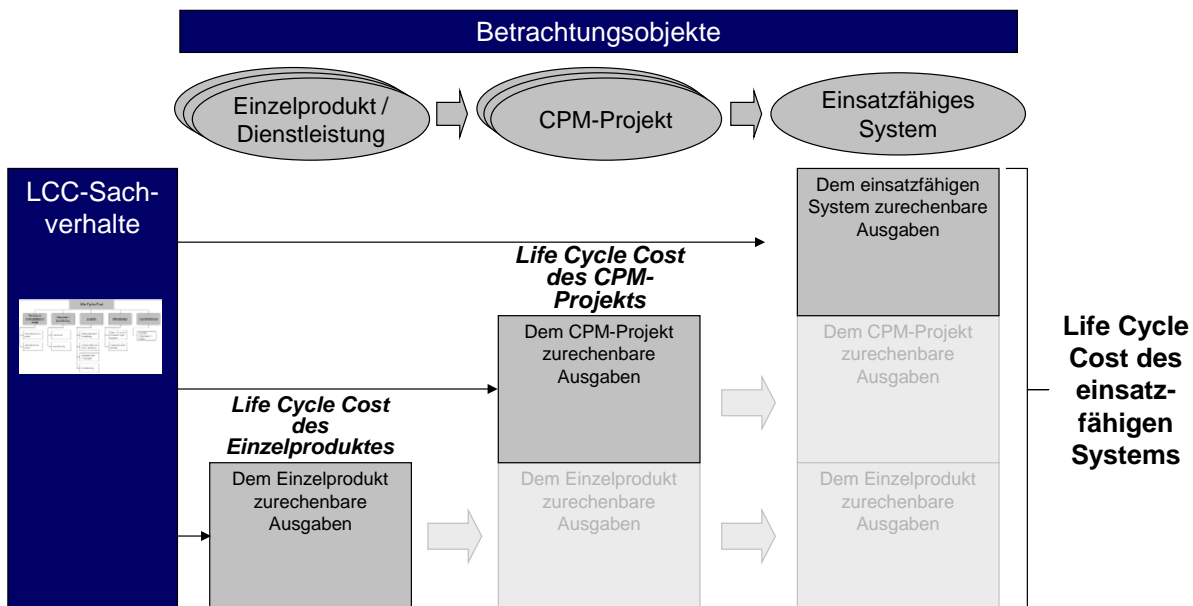 Betrachtungsobjekte
Einzelprodukt /
Dienstleistung
CPM-Projekt
Einsatzfähiges
System
LCC-Sach-
verhalte
Dem einsatzfähigen
System zurechenbare
Ausgaben
Life Cycle Cost
des CPM-
Projekts
Dem CPM-Projekt
zurechenbare
Ausgaben
Dem CPM-Projekt
zurechenbare
Ausgaben
Life Cycle Cost
des
Einzelproduktes
Dem Einzelprodukt
zurechenbare
Ausgaben
Dem Einzelprodukt
zurechenbare
Ausgaben
Dem Einzelprodukt
zurechenbare
Ausgaben
Life Cycle
Cost des
einsatz-
fähigen
Systems